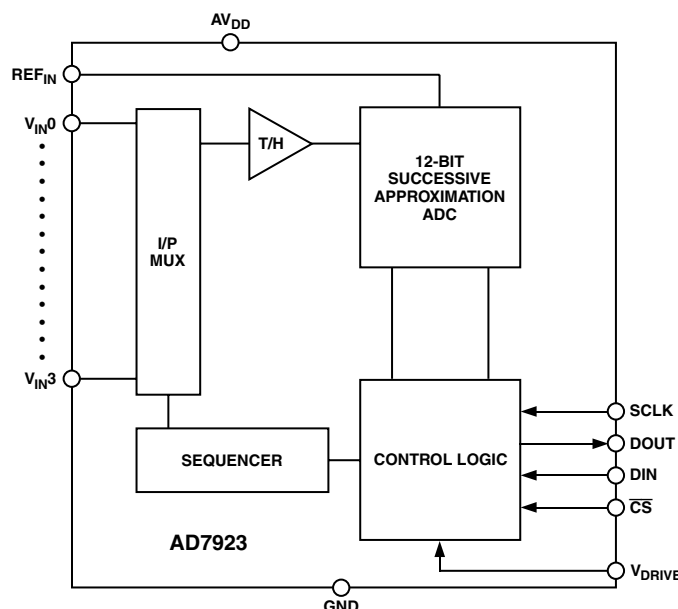 AVDD
REFIN
VIN0
T/H
12-BIT
SUCCESSIVE
APPROXIMATION
ADC
I/P
MUX
VIN3
SCLK
DOUT
SEQUENCER
CONTROL LOGIC
DIN
CS
AD7923
VDRIVE
GND